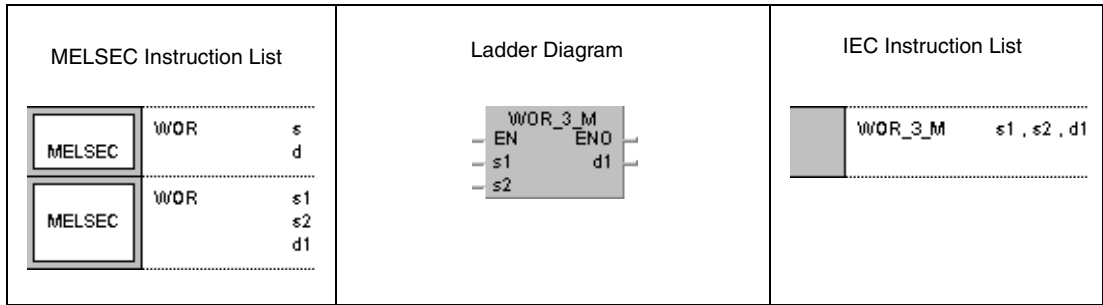 MELSEC Instruction List
MELSEC
WOR s
d
MELSEC
WOR s1
s2
d1
Ladder Diagram
WOR_3_M
EN ENO
s1 d1
s2
IEC Instruction List
WOR_3_M s1 , s2 , d1